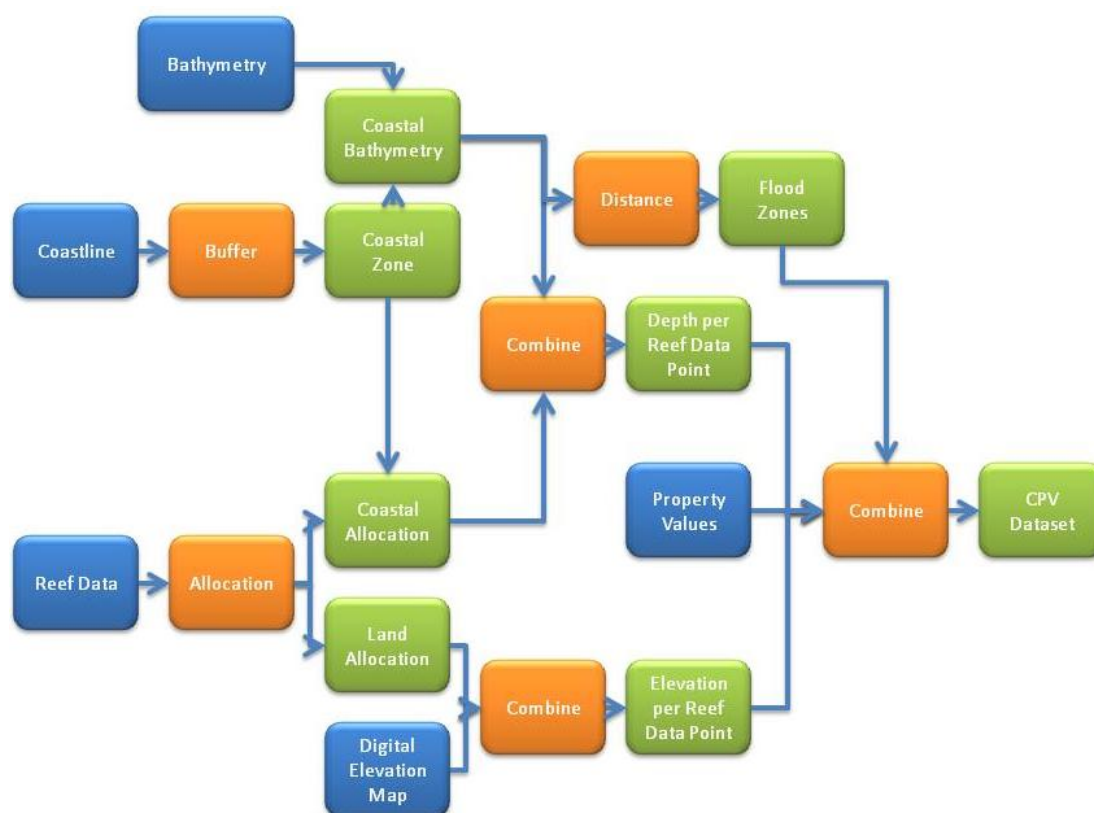 Bathymetry
Coastal
Bathymetry
Distance
Flood
Zones
Coastline
Buffer
Coastal
Zone
Combine
Depth per
Reef Data
Point
Coastal
Allocation
Property
Values
Combine
CPV
Dataset
Reef Data
Allocation
Land
Allocation
Combine
Elevation
per Reef
Data Point
Digital
Elevation
Map